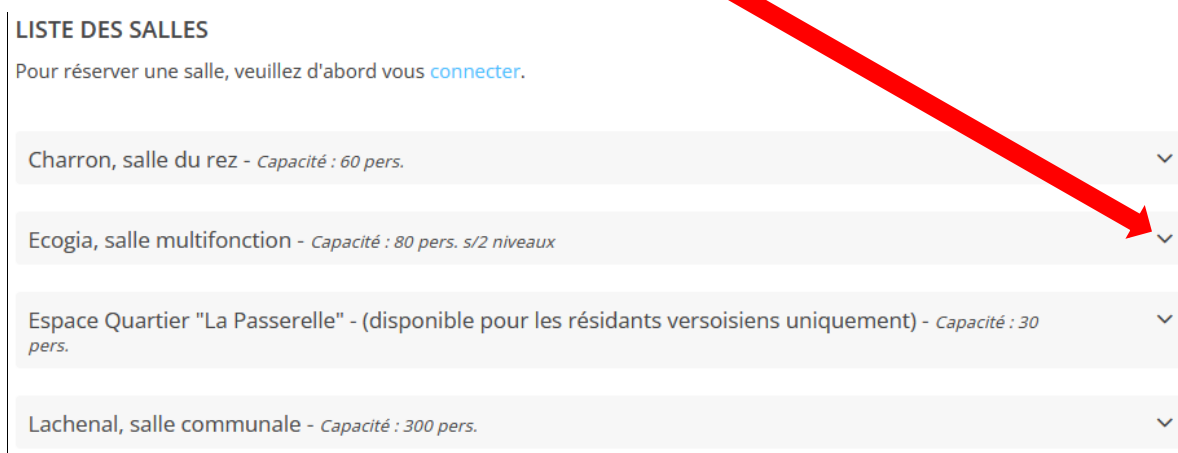 LISTE DES SALLES
Pour réserver une salle, veuillez d'abord vous connecter.
Charron, salle du rez - Capacité : 60 pers.
Ecogia, salle multifonction - Capacité : 80 pers. s/2 niveaux
Espace Quartier "La Passerelle" - (disponible pour les résidants versoisiens uniquement) - Capacité : 30
pers.
Lachenal, salle communale - Capacité : 300 pers.